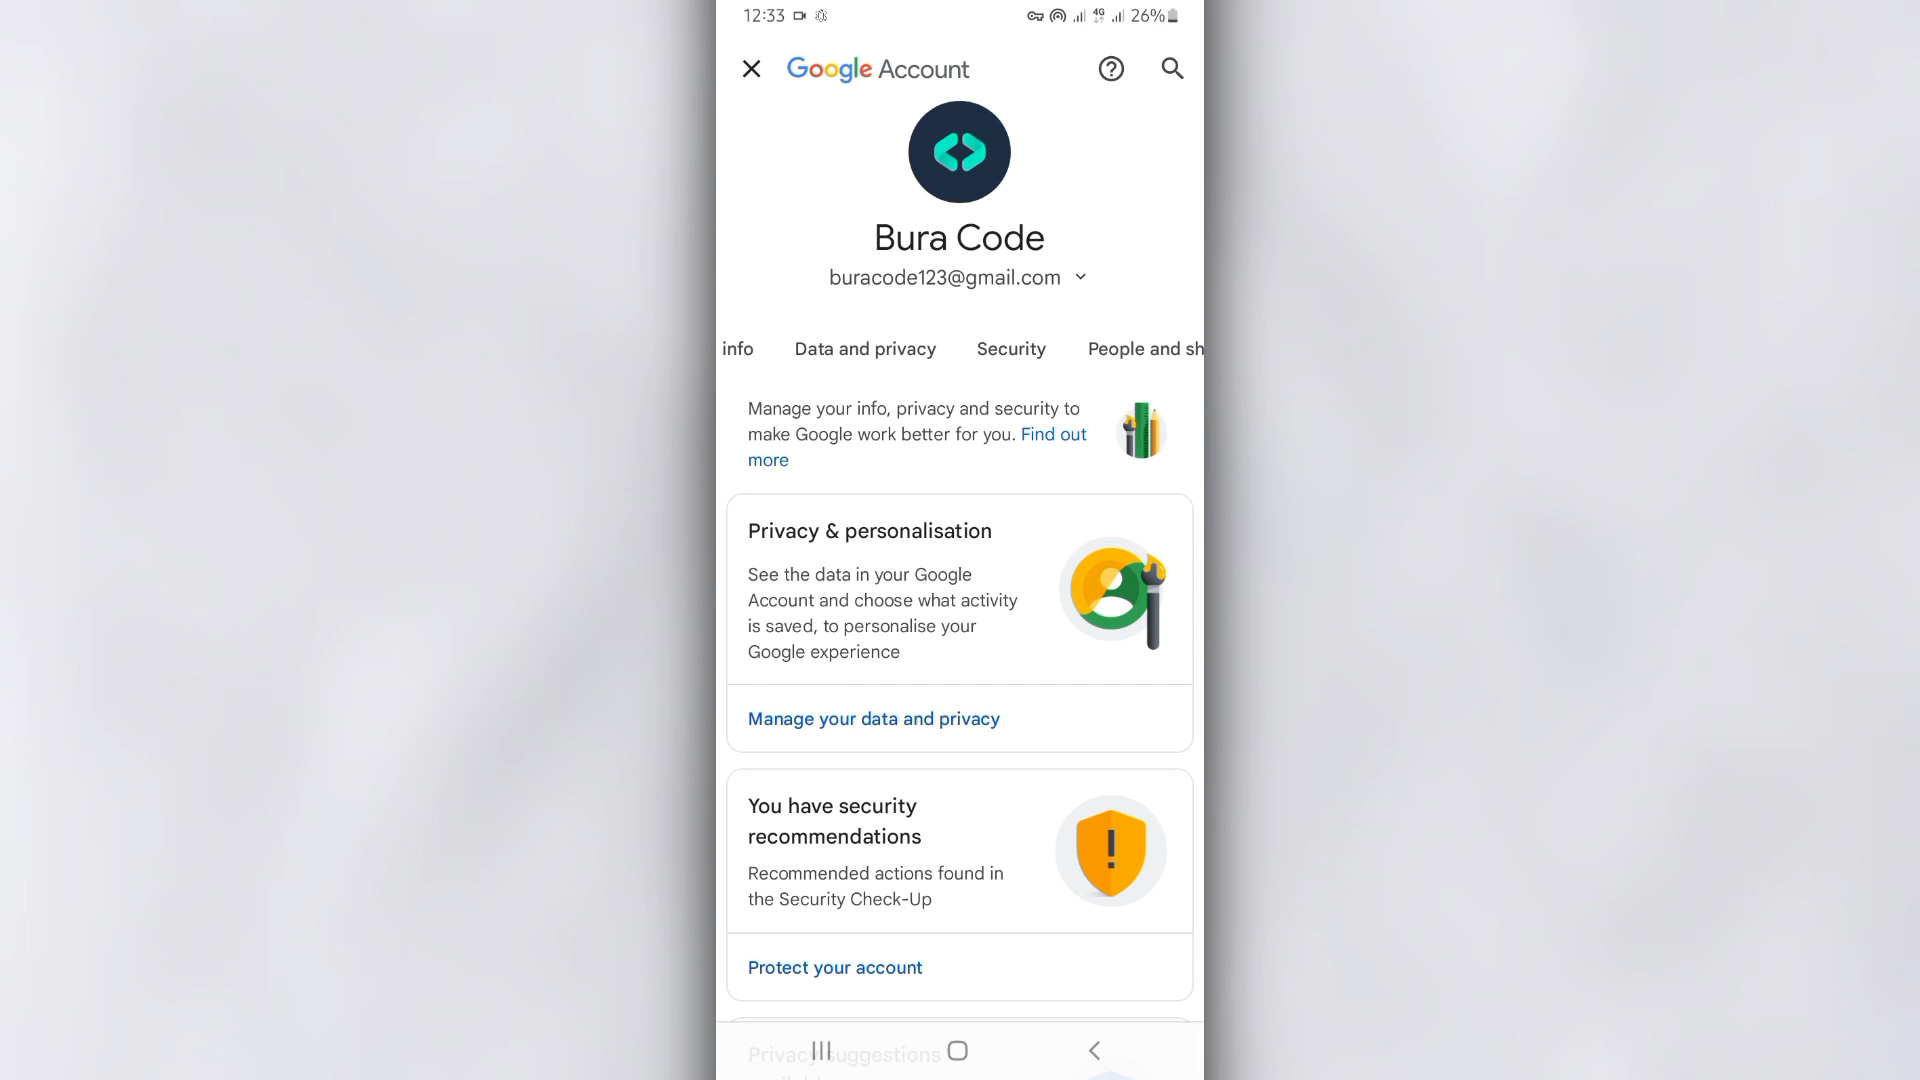 12:33 4G 26%
Google Account
Bura Code
buracode123@gmail.com
info Data and privacy Security People and sh
Manage your info, privacy and security to
make Google work better for you. Find out
more
Privacy & personalisation
See the data in your Google
Account and choose what activity
is saved, to personalise your
Google experience
Manage your data and privacy
You have security
recommendations
Recommended actions found in
the Security Check-Up
Protect your account
Privacy suggestions